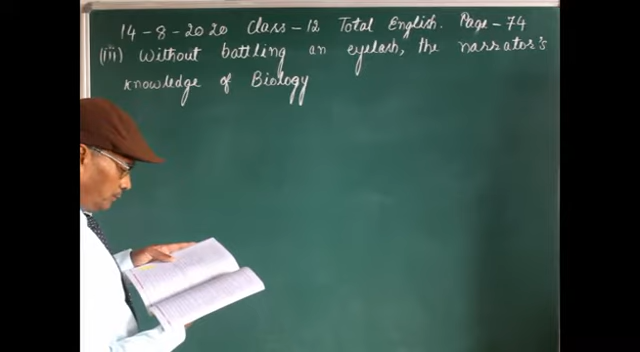 14-8-2020 Class-12 Total English. Page-74
(iii) Without battling an eyelash, the narrator's
knowledge of Biology